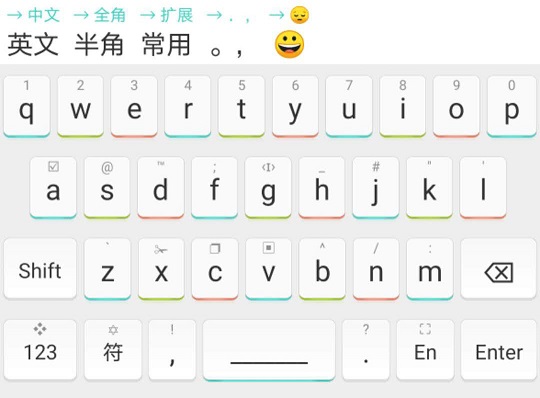 → 中文 → 全角 → 扩展 → . , → 😔
英文 半角 常用 。, 😀
1 2 3 4 5 6 7 8 9 0
q w e r t y u i o p
☑ @ ™ ; _ # " '
a s d f g h j k l
` ✁ ❐ ▣ ^ / :
Shift z x c v b n m ⌫
❖ ✡ ! ? ⛶
123 符 , . En Enter